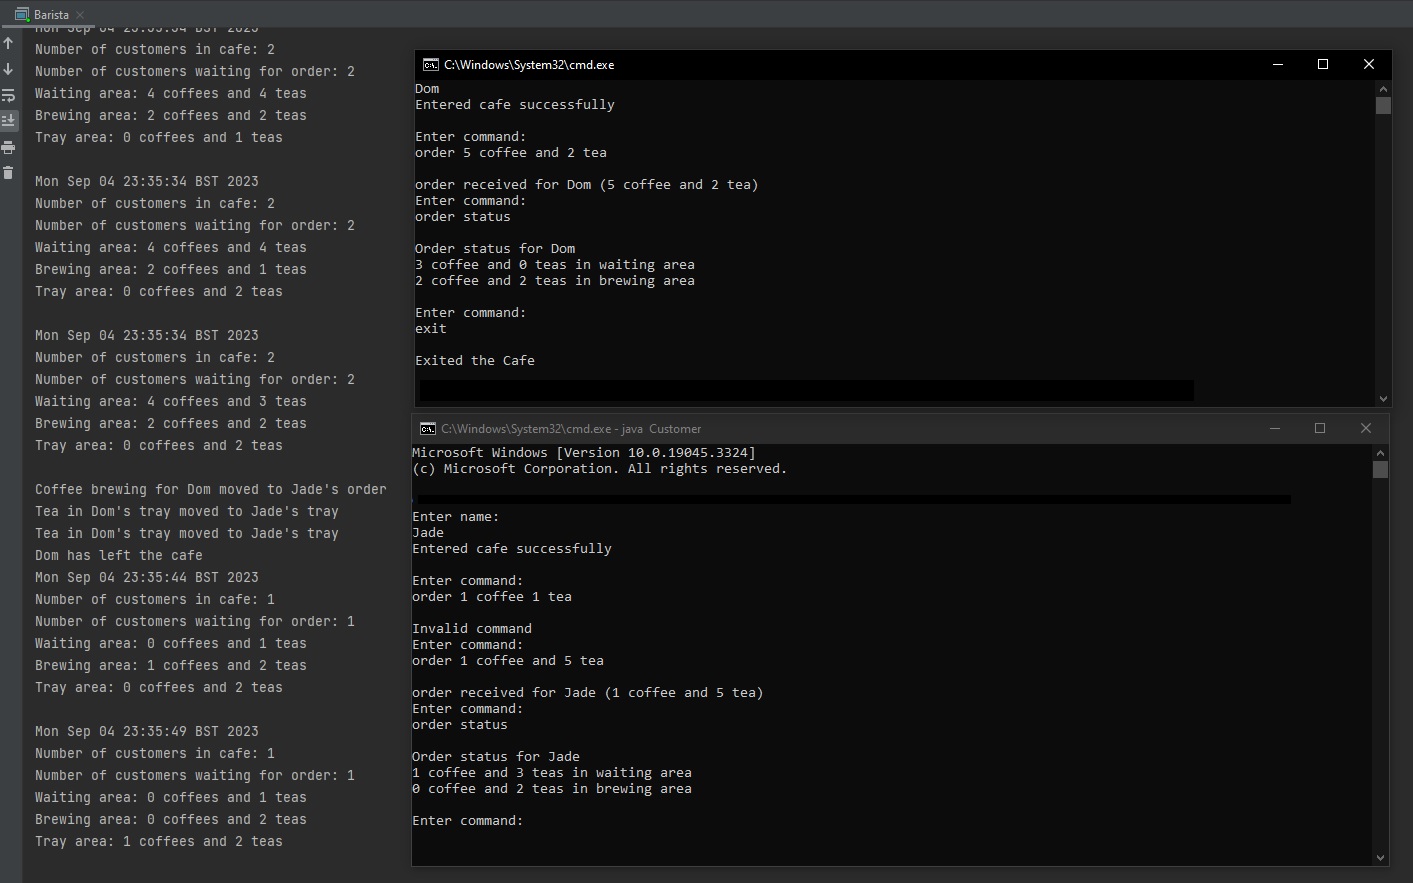 Barista
Mon Sep 04 23:35:34 BST 2023
Number of customers in cafe: 2
Number of customers waiting for order: 2
Waiting area: 4 coffees and 4 teas
Brewing area: 2 coffees and 2 teas
Tray area: 0 coffees and 1 teas
Mon Sep 04 23:35:34 BST 2023
Number of customers in cafe: 2
Number of customers waiting for order: 2
Waiting area: 4 coffees and 4 teas
Brewing area: 2 coffees and 1 teas
Tray area: 0 coffees and 2 teas
Mon Sep 04 23:35:34 BST 2023
Number of customers in cafe: 2
Number of customers waiting for order: 2
Waiting area: 4 coffees and 3 teas
Brewing area: 2 coffees and 2 teas
Tray area: 0 coffees and 2 teas
Coffee brewing for Dom moved to Jade's order
Tea in Dom's tray moved to Jade's tray
Tea in Dom's tray moved to Jade's tray
Dom has left the cafe
Mon Sep 04 23:35:44 BST 2023
Number of customers in cafe: 1
Number of customers waiting for order: 1
Waiting area: 0 coffees and 1 teas
Brewing area: 1 coffees and 2 teas
Tray area: 0 coffees and 2 teas
Mon Sep 04 23:35:49 BST 2023
Number of customers in cafe: 1
Number of customers waiting for order: 1
Waiting area: 0 coffees and 1 teas
Brewing area: 0 coffees and 2 teas
Tray area: 1 coffees and 2 teas
C:\Windows\System32\cmd.exe
Dom
Entered cafe successfully
Enter command:
order 5 coffee and 2 tea
order received for Dom (5 coffee and 2 tea)
Enter command:
order status
Order status for Dom
3 coffee and 0 teas in waiting area
2 coffee and 2 teas in brewing area
Enter command:
exit
Exited the Cafe
C:\Windows\System32\cmd.exe - java Customer
Microsoft Windows [Version 10.0.19045.3324]
(c) Microsoft Corporation. All rights reserved.
Enter name:
Jade
Entered cafe successfully
Enter command:
order 1 coffee 1 tea
Invalid command
Enter command:
order 1 coffee and 5 tea
order received for Jade (1 coffee and 5 tea)
Enter command:
order status
Order status for Jade
1 coffee and 3 teas in waiting area
0 coffee and 2 teas in brewing area
Enter command: